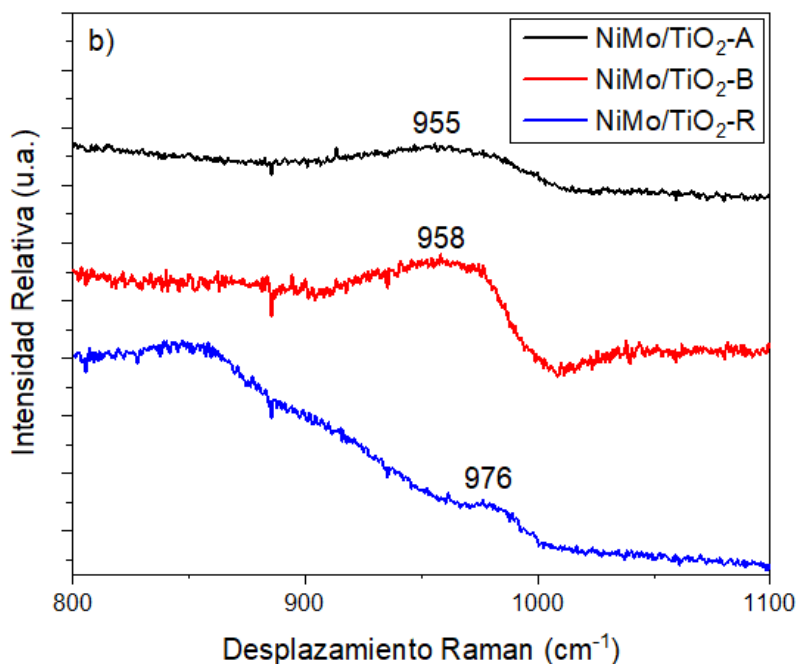 b)
NiMo/TiO₂-A
NiMo/TiO₂-B
NiMo/TiO₂-R
955
958
976
Intensidad Relativa (u.a.)
800
900
1000
1100
Desplazamiento Raman (cm⁻¹)